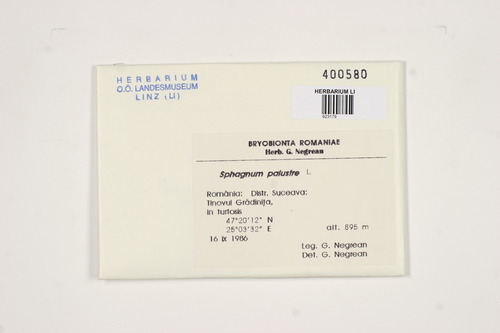 HERBARIUM
O.Ö. LANDESMUSEUM
LINZ (LI)
400580
HERBARIUM LI
BRYOBIONTA ROMANIAE
Herb. G. Negrean
Sphagnum palustre L.
România: Distr. Suceava:
Tinovul Grădinița,
in turfosis
47°20'12" N
25°03'32" E alt. 895 m
16 IX 1986
Leg. G. Negrean
Det. G. Negrean